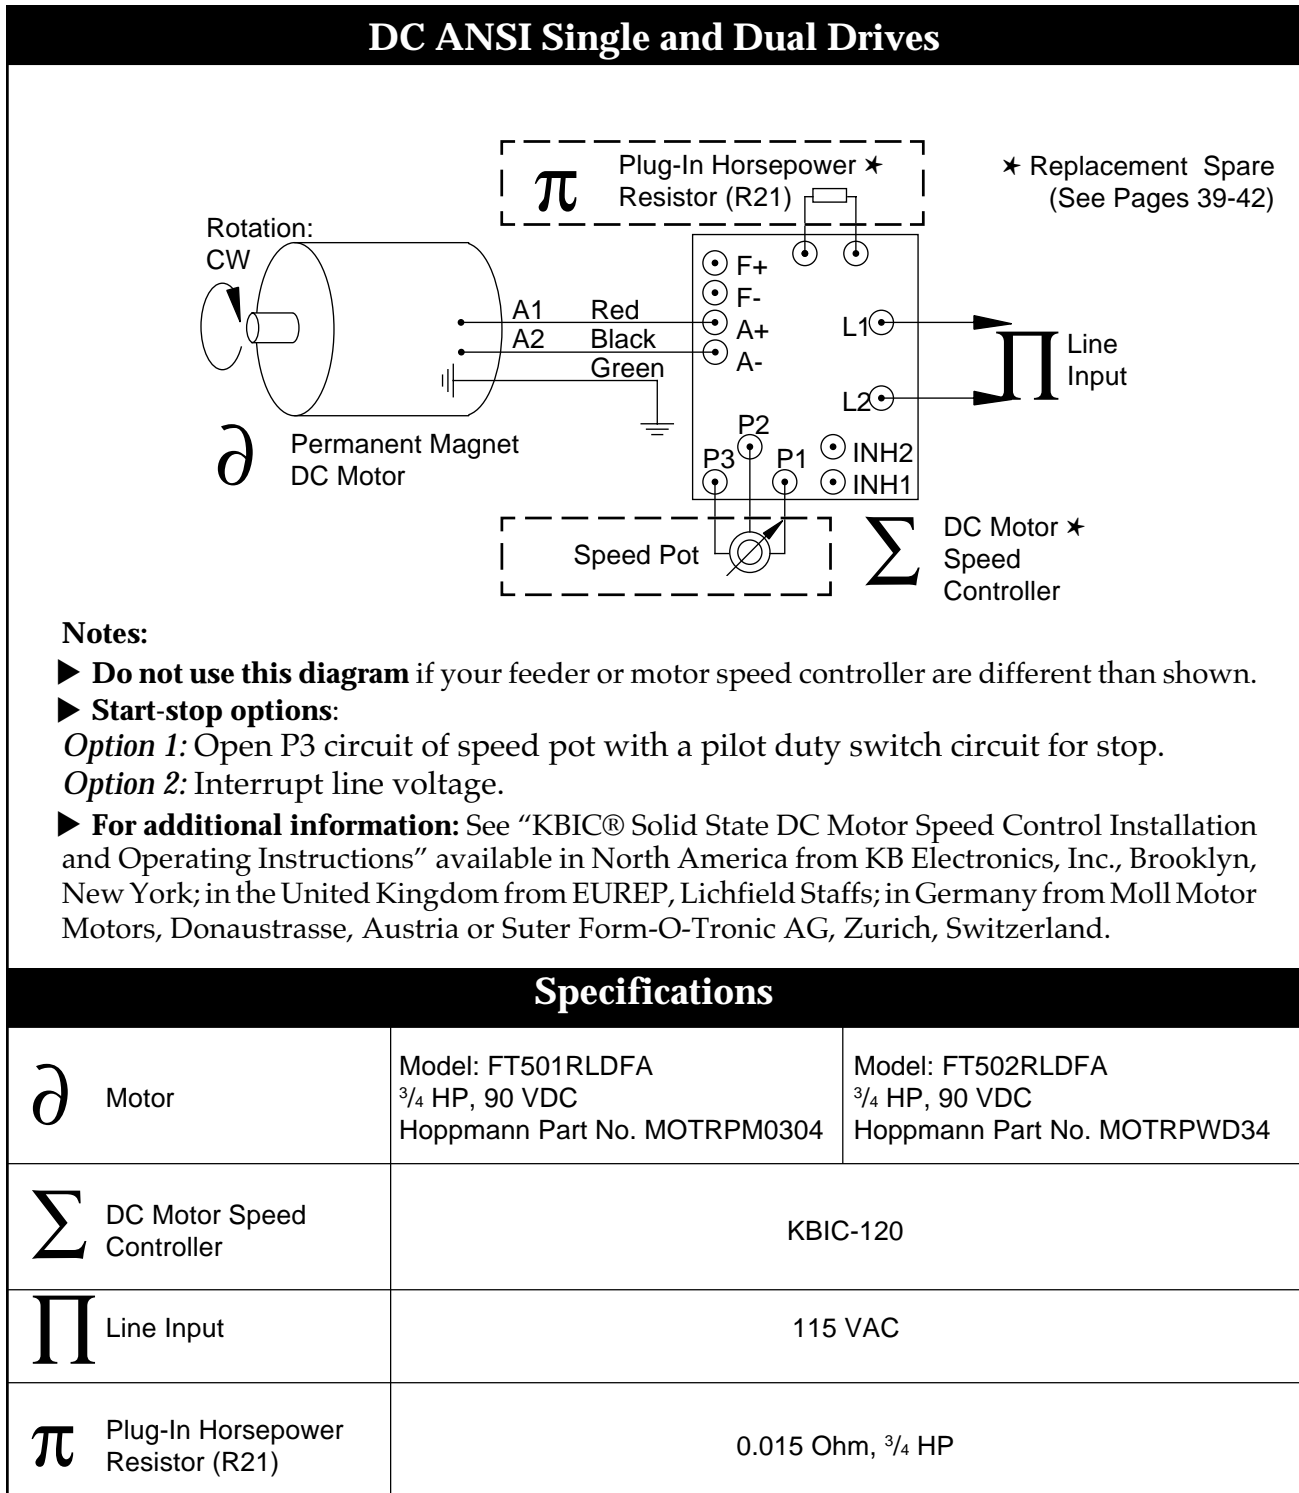 DC ANSI Single and Dual Drives
π
Plug-In Horsepower ★
Resistor (R21)
★ Replacement Spare
(See Pages 39-42)
Rotation:
CW
F+
F-
A1 Red
A+
A2 Black
A-
Green
L1
L2
∏
Line
Input
∂
Permanent Magnet
DC Motor
P2
P3
P1
INH2
INH1
Speed Pot
∑
DC Motor ★
Speed
Controller
Notes:
▶ Do not use this diagram if your feeder or motor speed controller are different than shown.
▶ Start-stop options:
Option 1: Open P3 circuit of speed pot with a pilot duty switch circuit for stop.
Option 2: Interrupt line voltage.
▶ For additional information: See “KBIC® Solid State DC Motor Speed Control Installation
and Operating Instructions” available in North America from KB Electronics, Inc., Brooklyn,
New York; in the United Kingdom from EUREP, Lichfield Staffs; in Germany from Moll Motor
Motors, Donaustrasse, Austria or Suter Form-O-Tronic AG, Zurich, Switzerland.
Specifications
∂ Motor
Model: FT501RLDFA
3/4 HP, 90 VDC
Hoppmann Part No. MOTRPM0304
Model: FT502RLDFA
3/4 HP, 90 VDC
Hoppmann Part No. MOTRPWD34
∑
DC Motor Speed
Controller
KBIC-120
∏ Line Input
115 VAC
π
Plug-In Horsepower
Resistor (R21)
0.015 Ohm, 3/4 HP